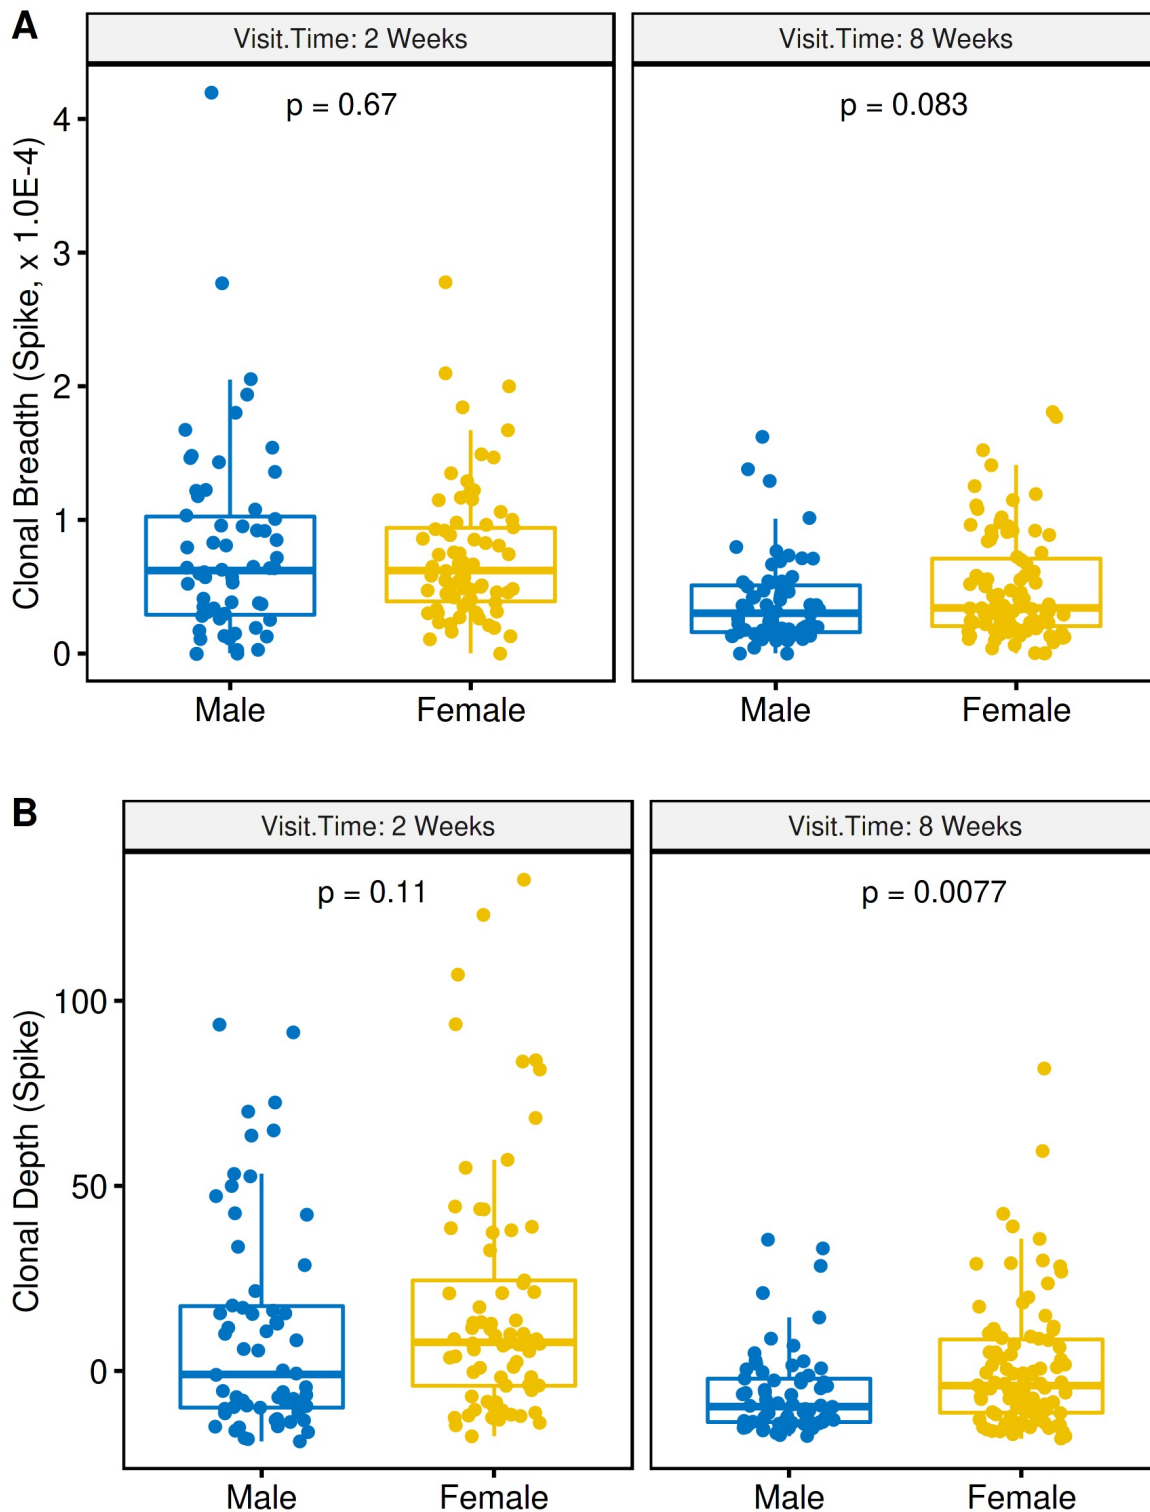 A
Visit.Time: 2 Weeks
Visit.Time: 8 Weeks
p = 0.67
p = 0.083
Clonal Breadth (Spike, x 1.0E-4)
4
3
2
1
0
Male
Female
Male
Female
B
Visit.Time: 2 Weeks
Visit.Time: 8 Weeks
p = 0.11
p = 0.0077
Clonal Depth (Spike)
100
50
0
Male
Female
Male
Female